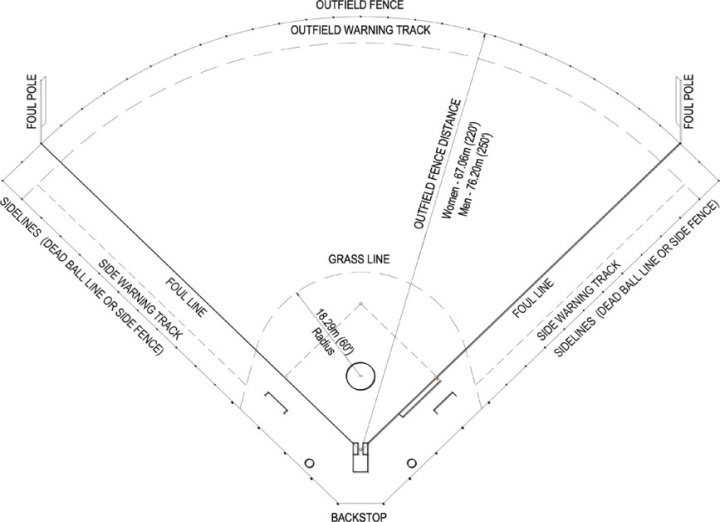 OUTFIELD FENCE
OUTFIELD WARNING TRACK
FOUL POLE
FOUL POLE
OUTFIELD FENCE DISTANCE
Women - 67.06m (220')
Men - 76.20m (250')
SIDELINES (DEAD BALL LINE OR SIDE FENCE)
SIDE WARNING TRACK
FOUL LINE
GRASS LINE
18.29m (60')
Radius
FOUL LINE
SIDE WARNING TRACK
SIDELINES (DEAD BALL LINE OR SIDE FENCE)
BACKSTOP